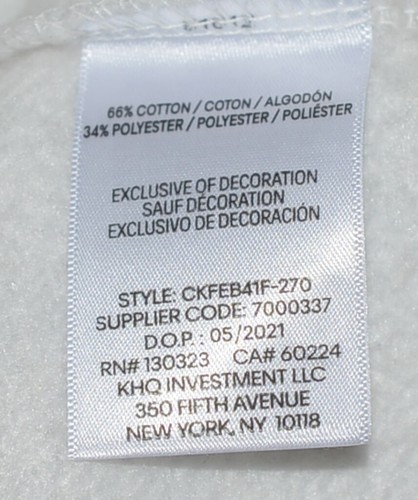 66% COTTON / COTON / ALGODÓN
34% POLYESTER / POLYESTER / POLIÉSTER
EXCLUSIVE OF DECORATION
SAUF DÉCORATION
EXCLUSIVO DE DECORACIÓN
STYLE: CKFEB41F-270
SUPPLIER CODE: 7000337
D.O.P. : 05/2021
RN# 130323 CA# 60224
KHQ INVESTMENT LLC
350 FIFTH AVENUE
NEW YORK, NY 10118